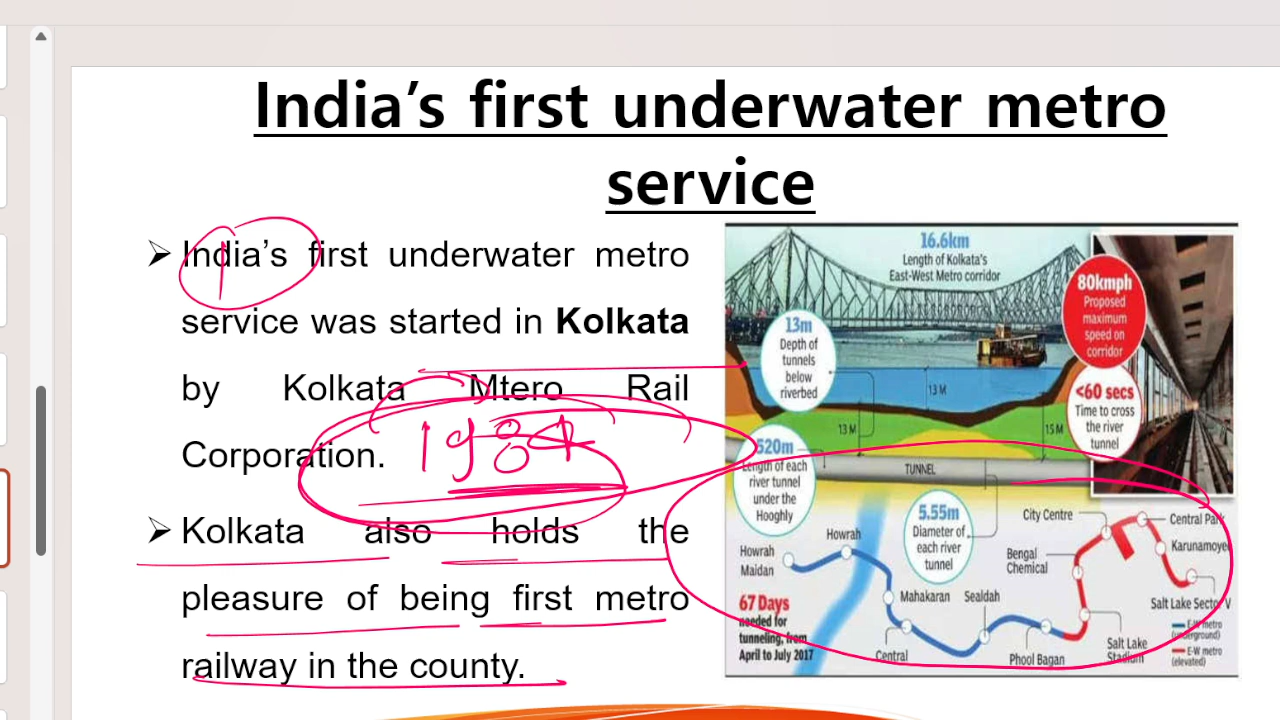 India’s first underwater metro
service
➢ India’s first underwater metro
service was started in Kolkata
by Kolkata Mtero Rail
Corporation.
1984
➢ Kolkata also holds the
pleasure of being first metro
railway in the county.
16.6km
Length of Kolkata's
East-West Metro corridor
80kmph
Proposed
maximum
speed on
corridor
13m
Depth of
tunnels
below
riverbed
13 M
<60 secs
Time to cross
the river
tunnel
13 M
15 M
520m
Length of each
river tunnel
under the
Hooghly
TUNNEL
5.55m
Diameter of
each river
tunnel
City Centre
Central Park
Karunamoyee
Howrah
Howrah
Maidan
Bengal
Chemical
Mahakaran
Sealdah
Salt Lake Sector V
67 Days
needed for
tunneling, from
April to July 2017
Central
Phool Bagan
Salt Lake
Stadium
E-W metro
(underground)
E-W metro
(elevated)